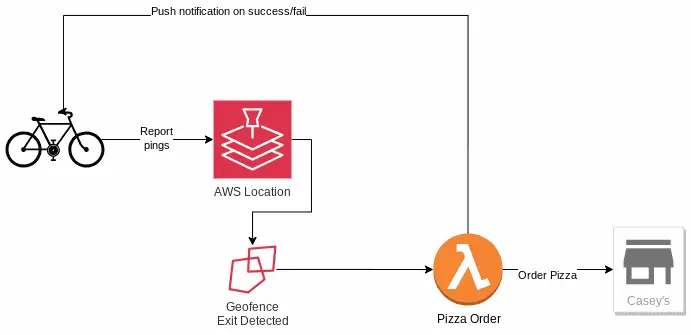 Push notification on success/fail
Report
pings
AWS Location
Geofence
Exit Detected
Pizza Order
Order Pizza
Casey's